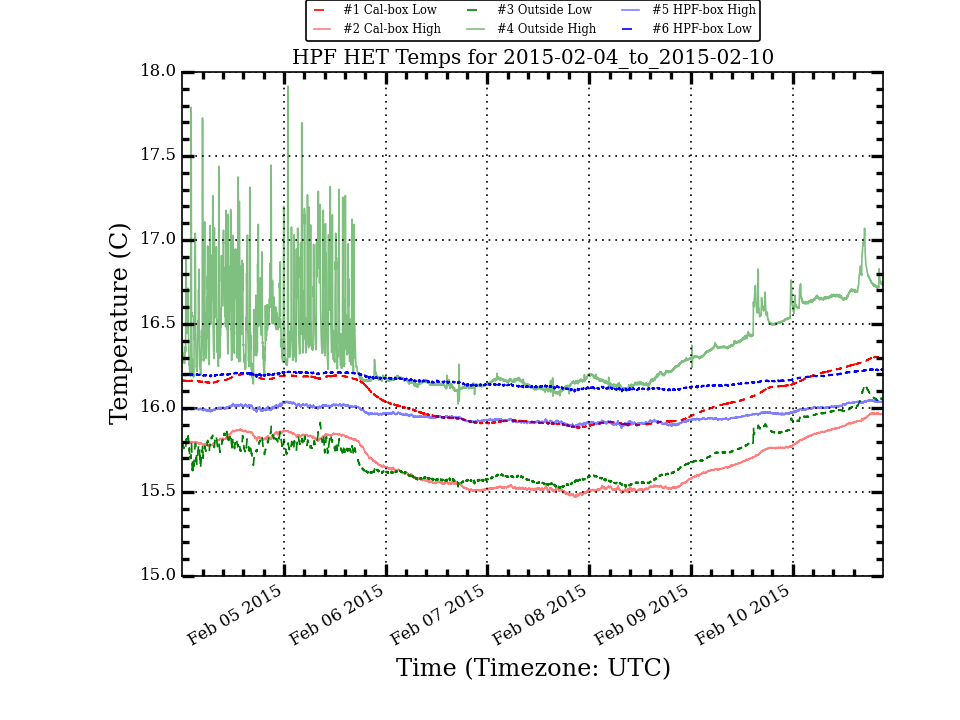 #1 Cal-box Low #3 Outside Low #5 HPF-box High
#2 Cal-box High #4 Outside High #6 HPF-box Low
HPF HET Temps for 2015-02-04_to_2015-02-10
18.0
17.5
17.0
16.5
16.0
15.5
15.0
Temperature (C)
Feb 05 2015 Feb 06 2015 Feb 07 2015 Feb 08 2015 Feb 09 2015 Feb 10 2015
Time (Timezone: UTC)